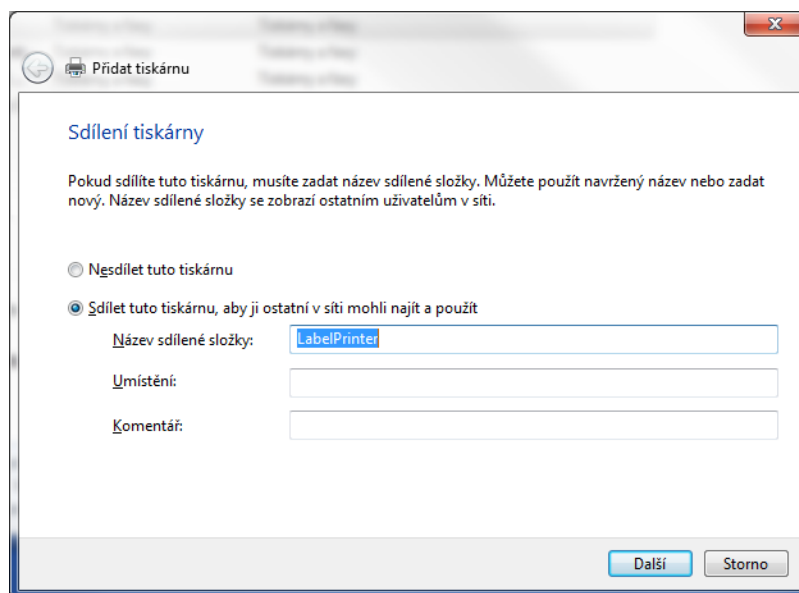 Přidat tiskárnu
Sdílení tiskárny
Pokud sdílíte tuto tiskárnu, musíte zadat název sdílené složky. Můžete použít navržený název nebo zadat
nový. Název sdílené složky se zobrazí ostatním uživatelům v síti.
Nesdílet tuto tiskárnu
Sdílet tuto tiskárnu, aby ji ostatní v síti mohli najít a použít
Název sdílené složky: LabelPrinter
Umístění:
Komentář:
Další Storno